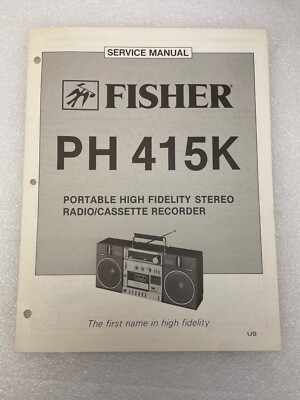 SERVICE MANUAL
FISHER
PH 415K
PORTABLE HIGH FIDELITY STEREO
RADIO/CASSETTE RECORDER
The first name in high fidelity
US